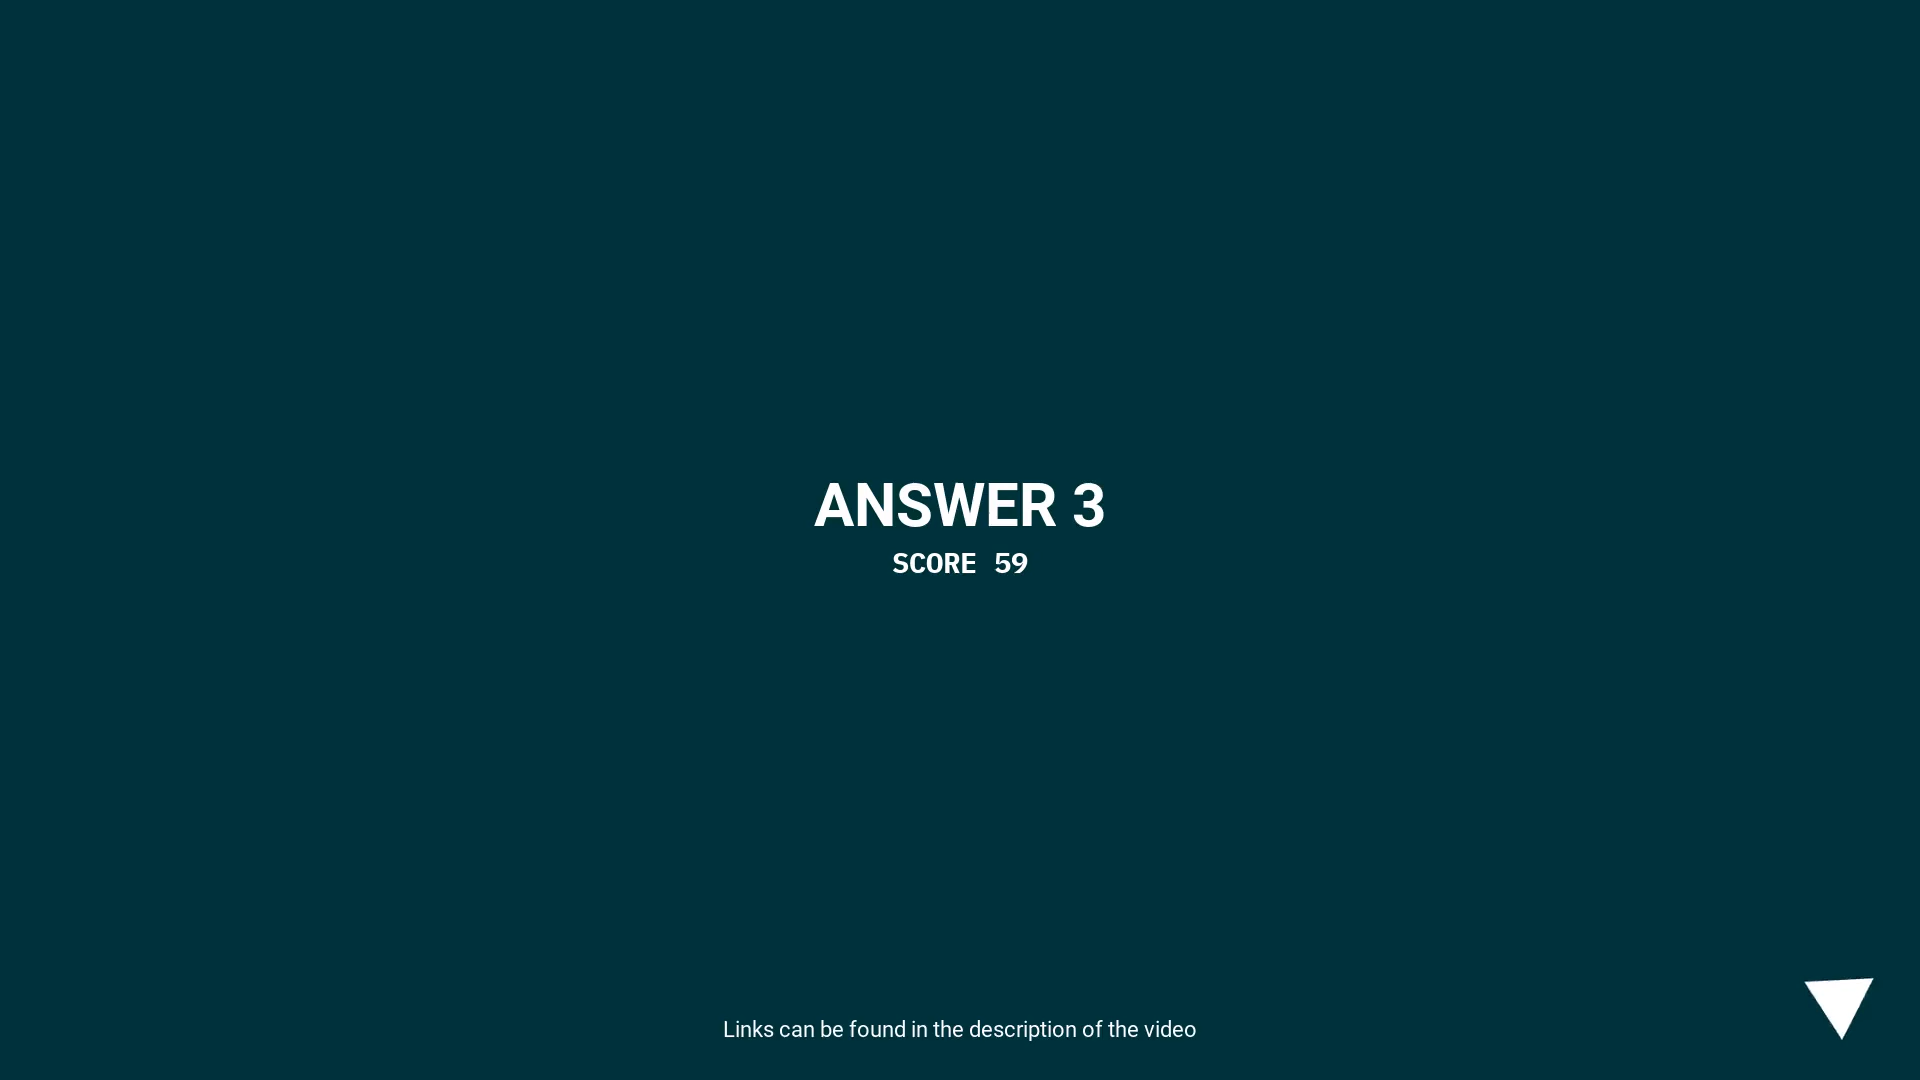 ANSWER 3
SCORE 59
Links can be found in the description of the video